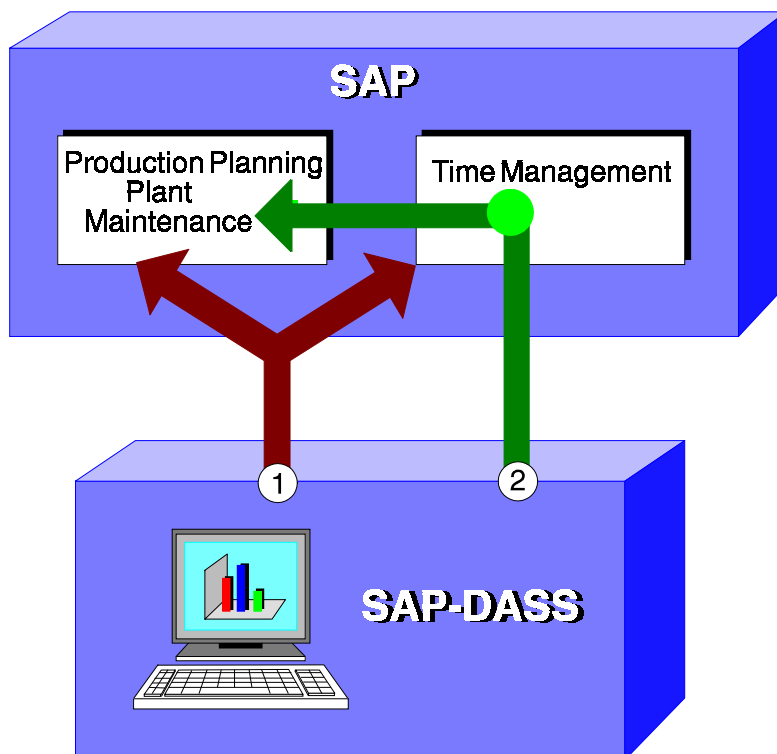 SAP
Production Planning
Plant
Maintenance
Time Management
1
2
SAP-DASS